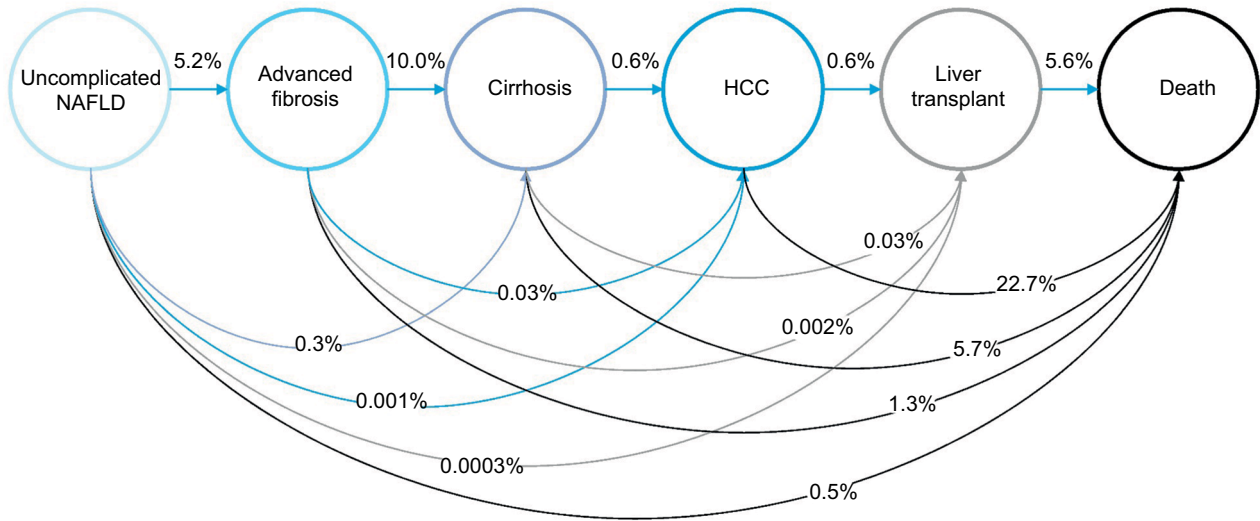 5.2%
10.0%
0.6%
0.6%
5.6%
Uncomplicated
NAFLD
Advanced
fibrosis
Cirrhosis
HCC
Liver
transplant
Death
0.03%
22.7%
0.03%
0.002%
0.3%
5.7%
0.001%
1.3%
0.0003%
0.5%